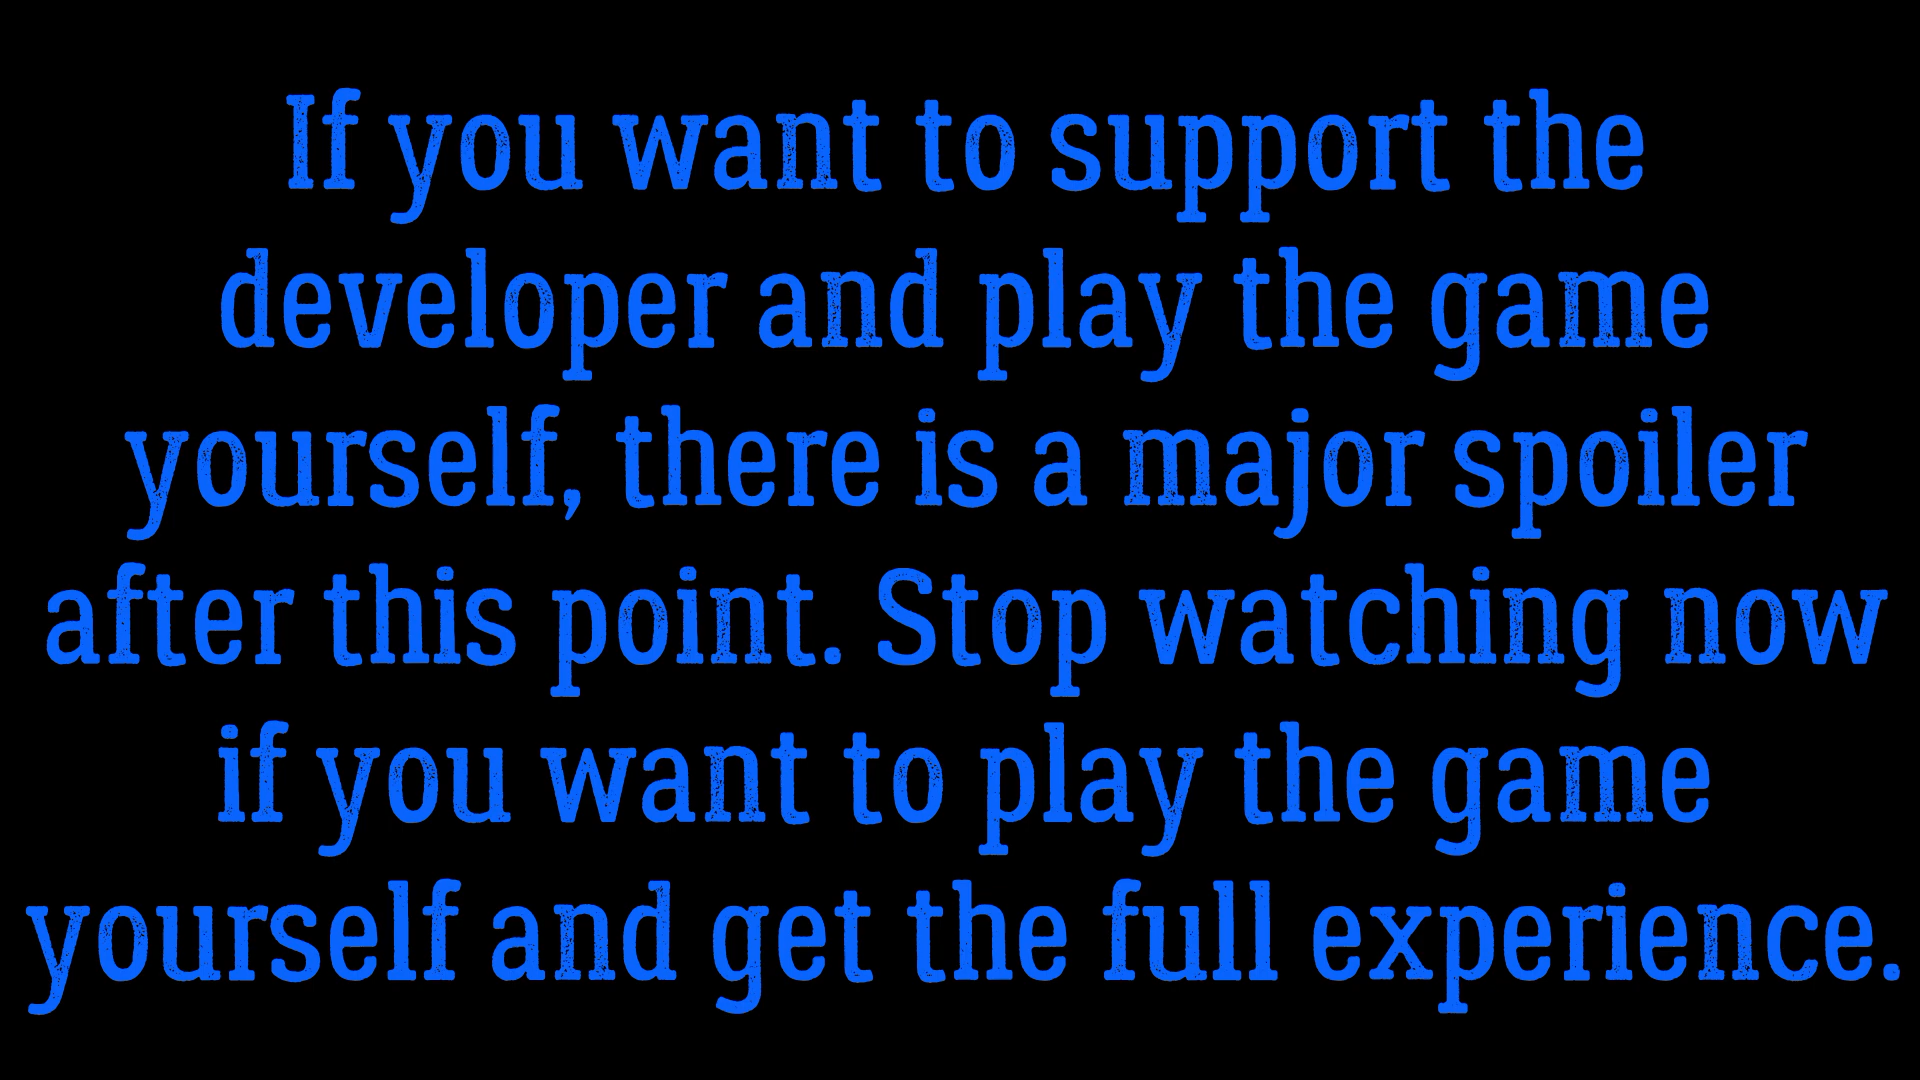 If you want to support the
developer and play the game
yourself, there is a major spoiler
after this point. Stop watching now
if you want to play the game
yourself and get the full experience.